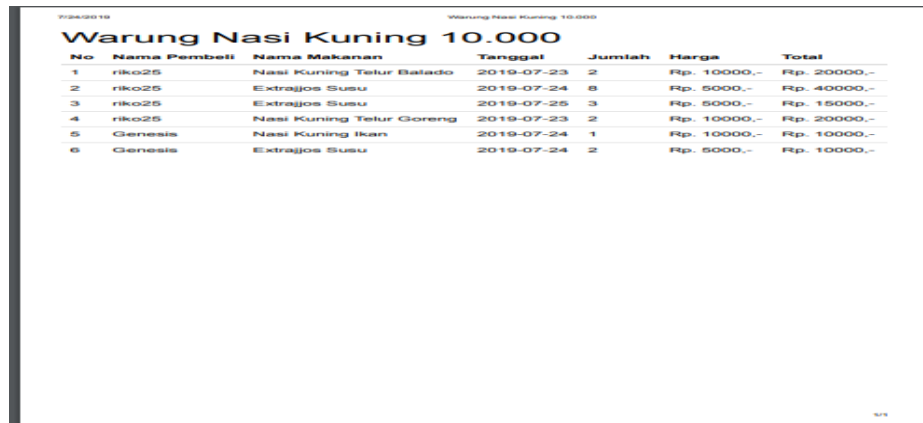 7/24/2019 Warung Nasi Kuning 10.000
Warung Nasi Kuning 10.000
No Nama Pembeli Nama Makanan Tanggal Jumlah Harga Total
1 riko25 Nasi Kuning Telur Balado 2019-07-23 2 Rp. 10000,- Rp. 20000,-
2 riko25 Extrajjos Susu 2019-07-24 8 Rp. 5000,- Rp. 40000,-
3 riko25 Extrajjos Susu 2019-07-25 3 Rp. 5000,- Rp. 15000,-
4 riko25 Nasi Kuning Telur Goreng 2019-07-23 2 Rp. 10000,- Rp. 20000,-
5 Genesis Nasi Kuning Ikan 2019-07-24 1 Rp. 10000,- Rp. 10000,-
6 Genesis Extrajjos Susu 2019-07-24 2 Rp. 5000,- Rp. 10000,-
1/1